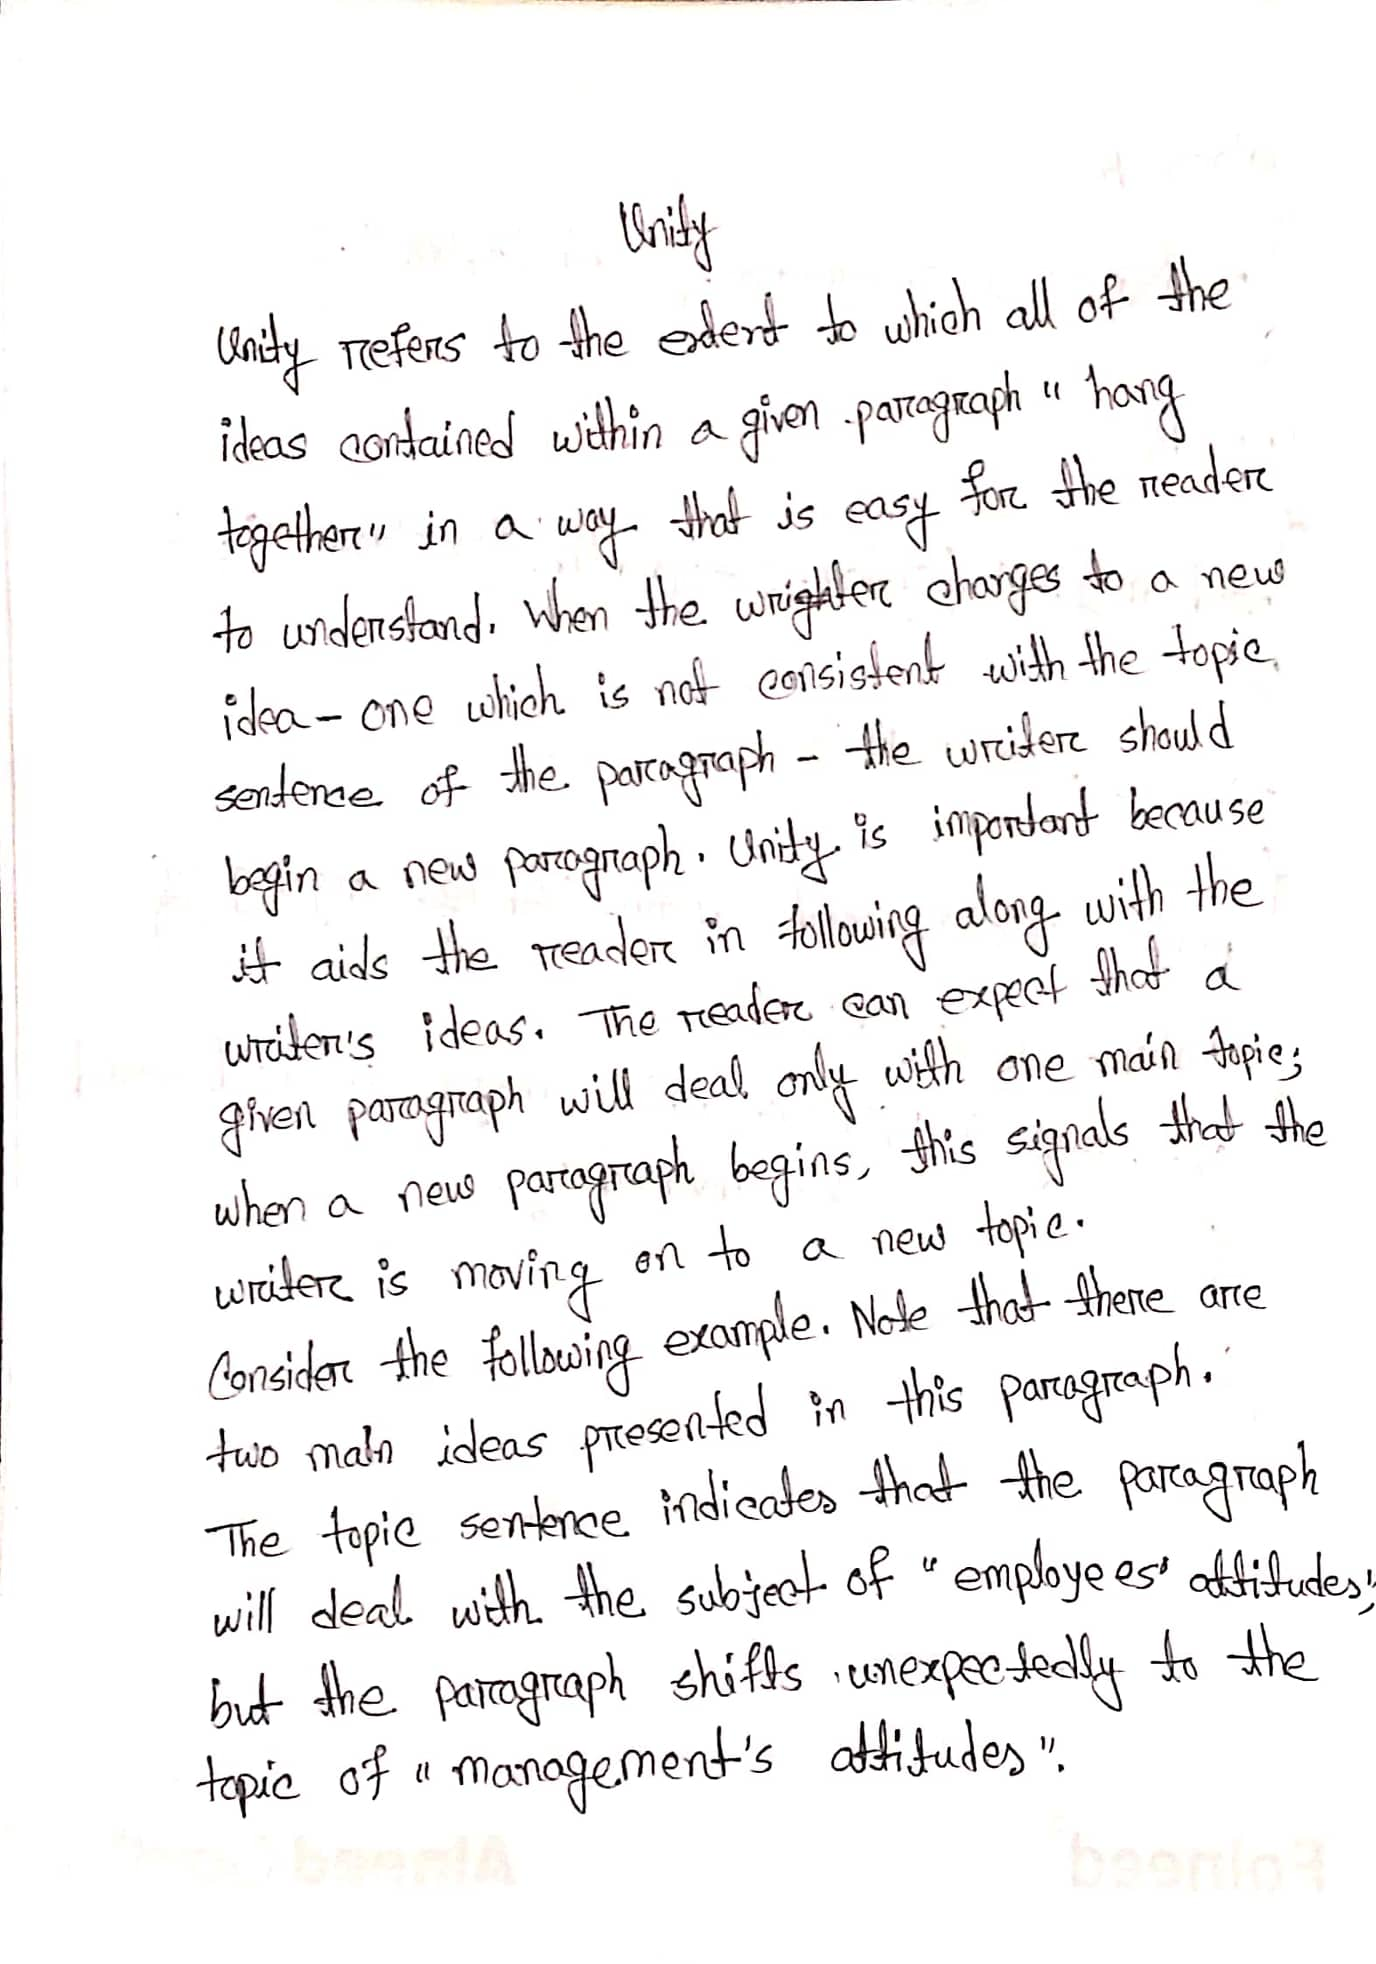 Unity
Unity refers to the extent to which all of the
ideas contained within a given paragraph "hang
together" in a way that is easy for the reader
to understand. When the wrighter changes to a new
idea - one which is not consistent with the topic
sentence of the paragraph - the writer should
begin a new paragraph. Unity is important because
it aids the reader in following along with the
writer's ideas. The reader can expect that a
given paragraph will deal only with one main topic;
when a new paragraph begins, this signals that the
writer is moving on to a new topic.
Consider the following example. Note that there are
two main ideas presented in this paragraph.
The topic sentence indicates that the paragraph
will deal with the subject of "employees' attitudes",
but the paragraph shifts unexpectedly to the
topic of "management's attitudes".